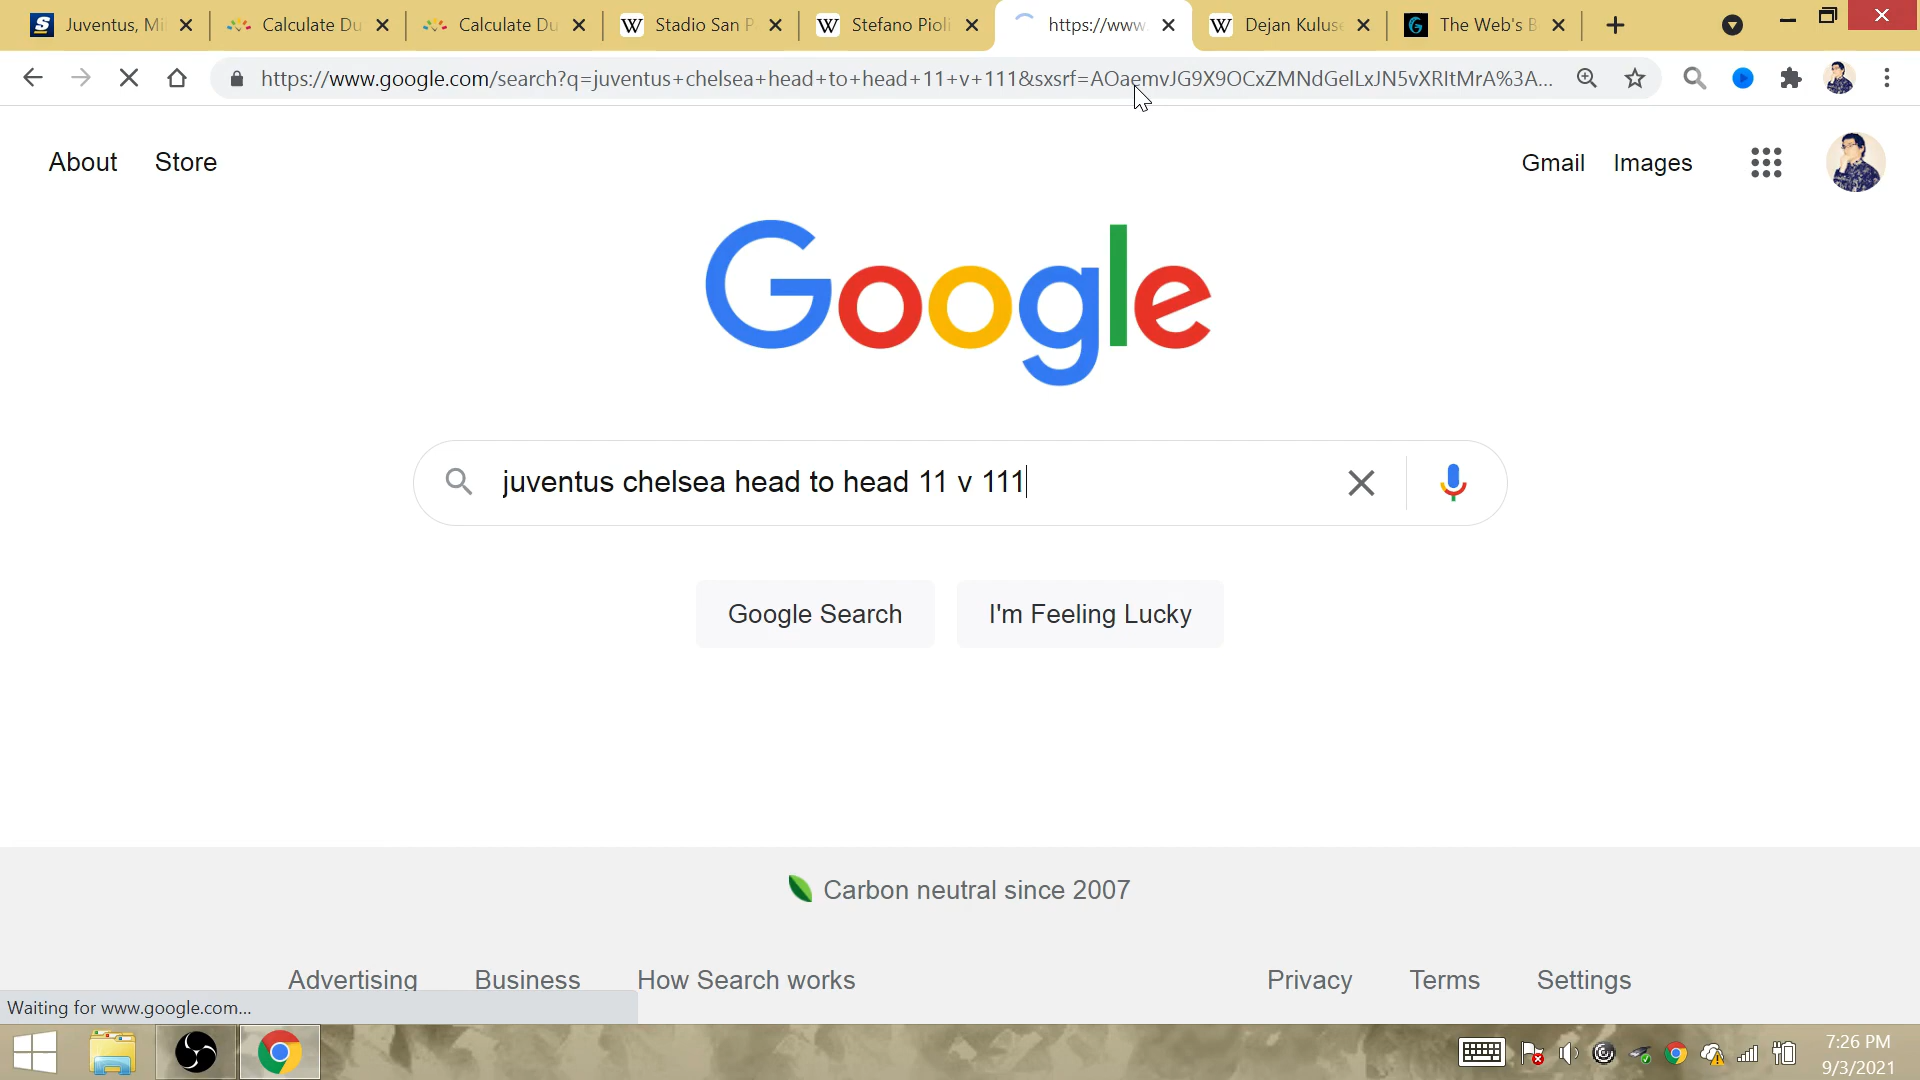 Juventus, Mi
Calculate Du
Calculate Du
Stadio San P
Stefano Pioli
https://www.
Dejan Kuluse
The Web's B
https://www.google.com/search?q=juventus+chelsea+head+to+head+11+v+111&sxsrf=AOaemvJG9X9OCxZMNdGelLxJN5vXRltMrA%3A...
About Store
Gmail Images
Google
juventus chelsea head to head 11 v 111
Google Search
I'm Feeling Lucky
Carbon neutral since 2007
Advertising Business How Search works
Privacy Terms Settings
Waiting for www.google.com...
7:26 PM
9/3/2021